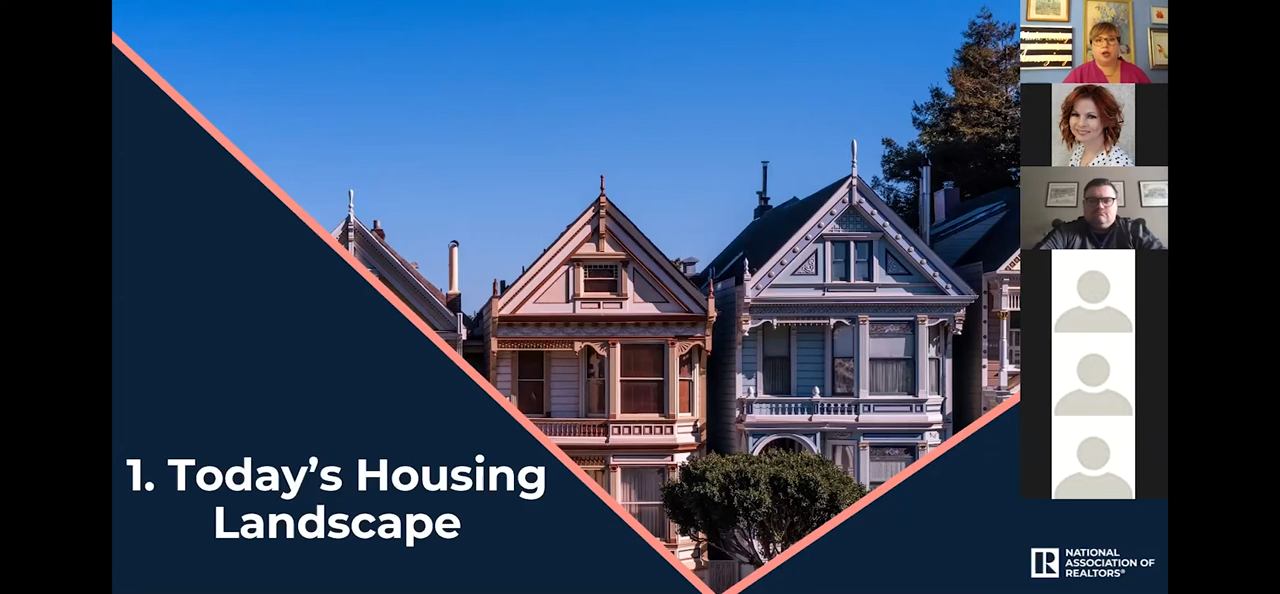 1. Today’s Housing
Landscape
NATIONAL
ASSOCIATION OF
REALTORS®